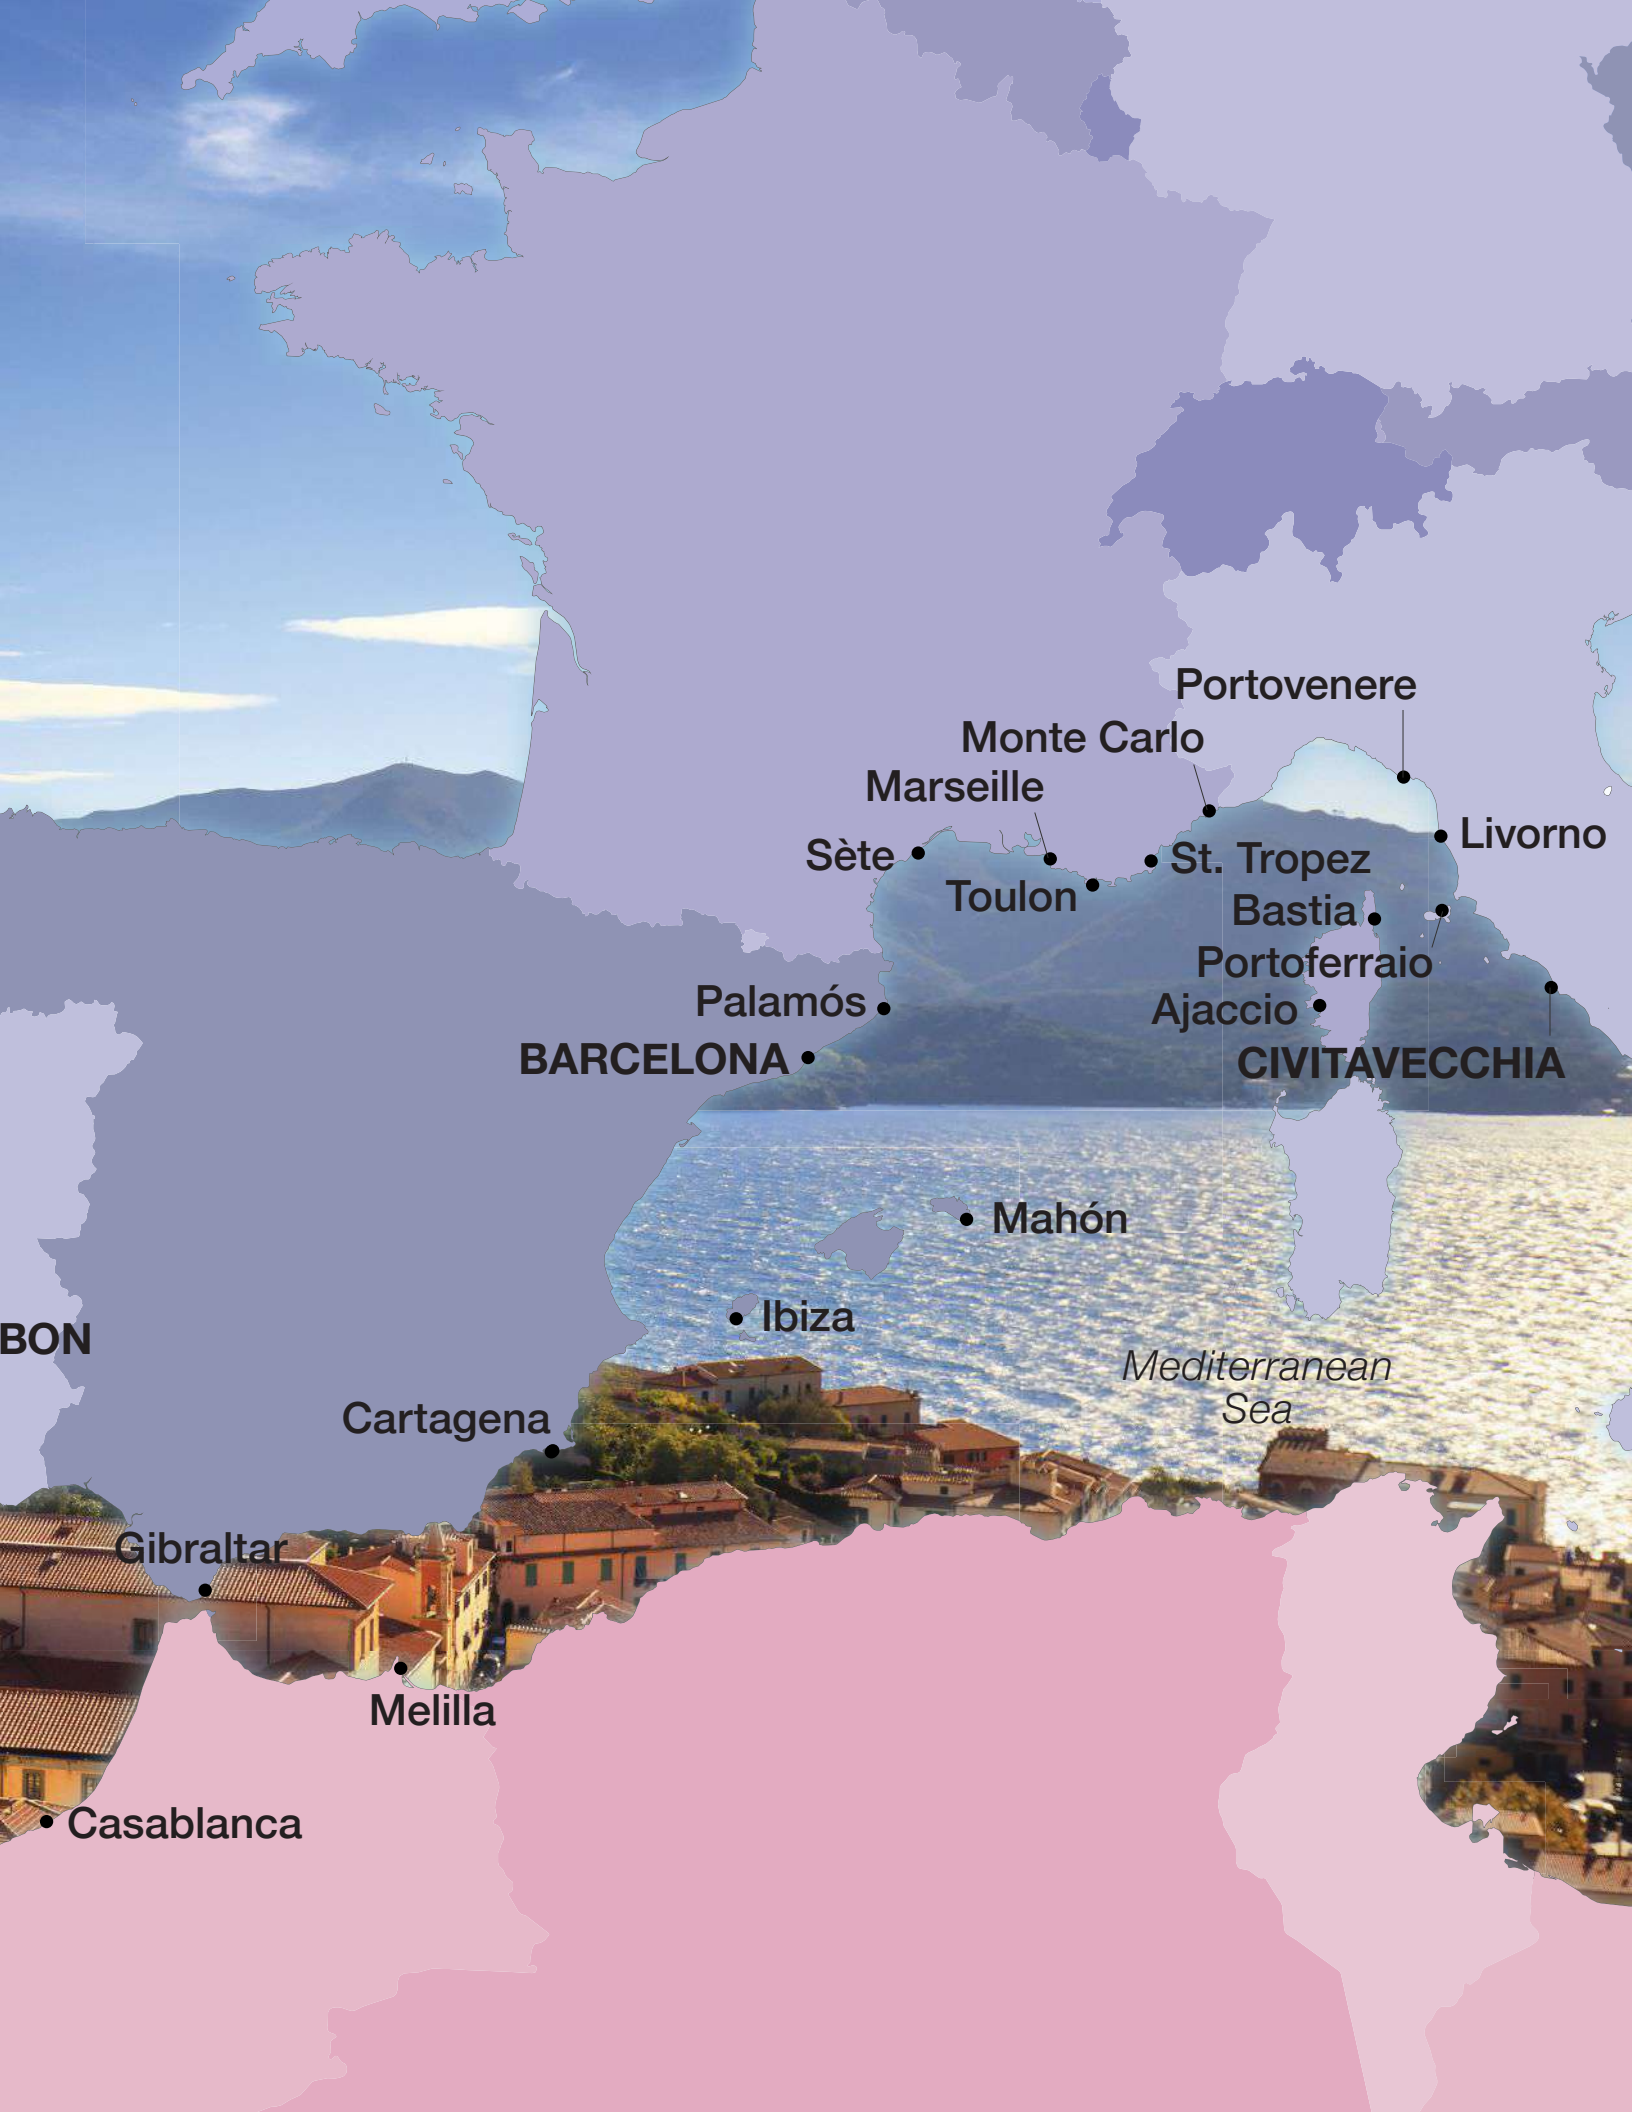 Portovenere
Monte Carlo
Marseille
Livorno
Sète
St. Tropez
Toulon
Bastia
Portoferraio
Palamós
Ajaccio
BARCELONA
CIVITAVECCHIA
Mahón
Ibiza
BON
Mediterranean
Sea
Cartagena
Gibraltar
Melilla
Casablanca